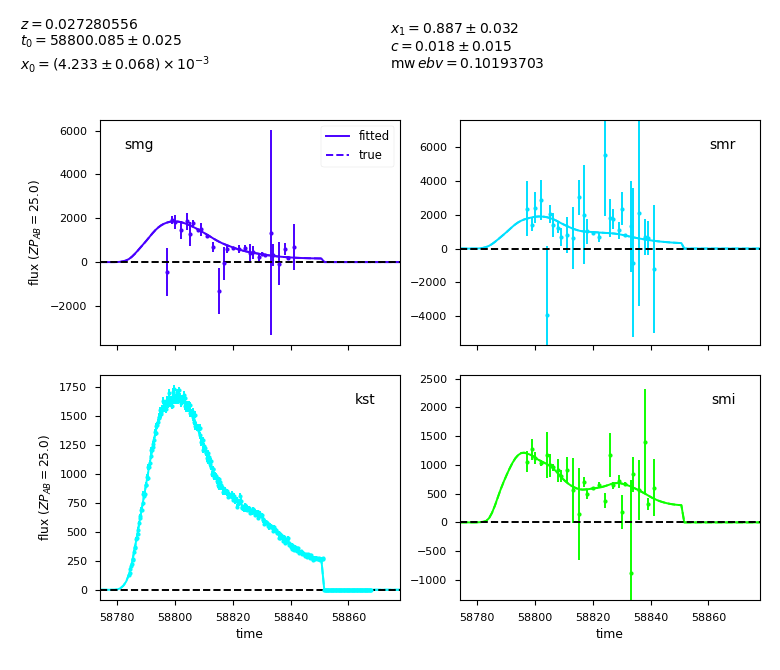 z = 0.027280556
t₀ = 58800.085 ± 0.025
x₀ = (4.233 ± 0.068) × 10⁻³
x₁ = 0.887 ± 0.032
c = 0.018 ± 0.015
mw ebv = 0.10193703
smg
fitted
true
6000
4000
2000
0
−2000
flux (ZP_AB = 25.0)
smr
6000
4000
2000
0
−2000
−4000
kst
1750
1500
1250
1000
750
500
250
0
flux (ZP_AB = 25.0)
58780 58800 58820 58840 58860
time
smi
2500
2000
1500
1000
500
0
−500
−1000
58780 58800 58820 58840 58860
time